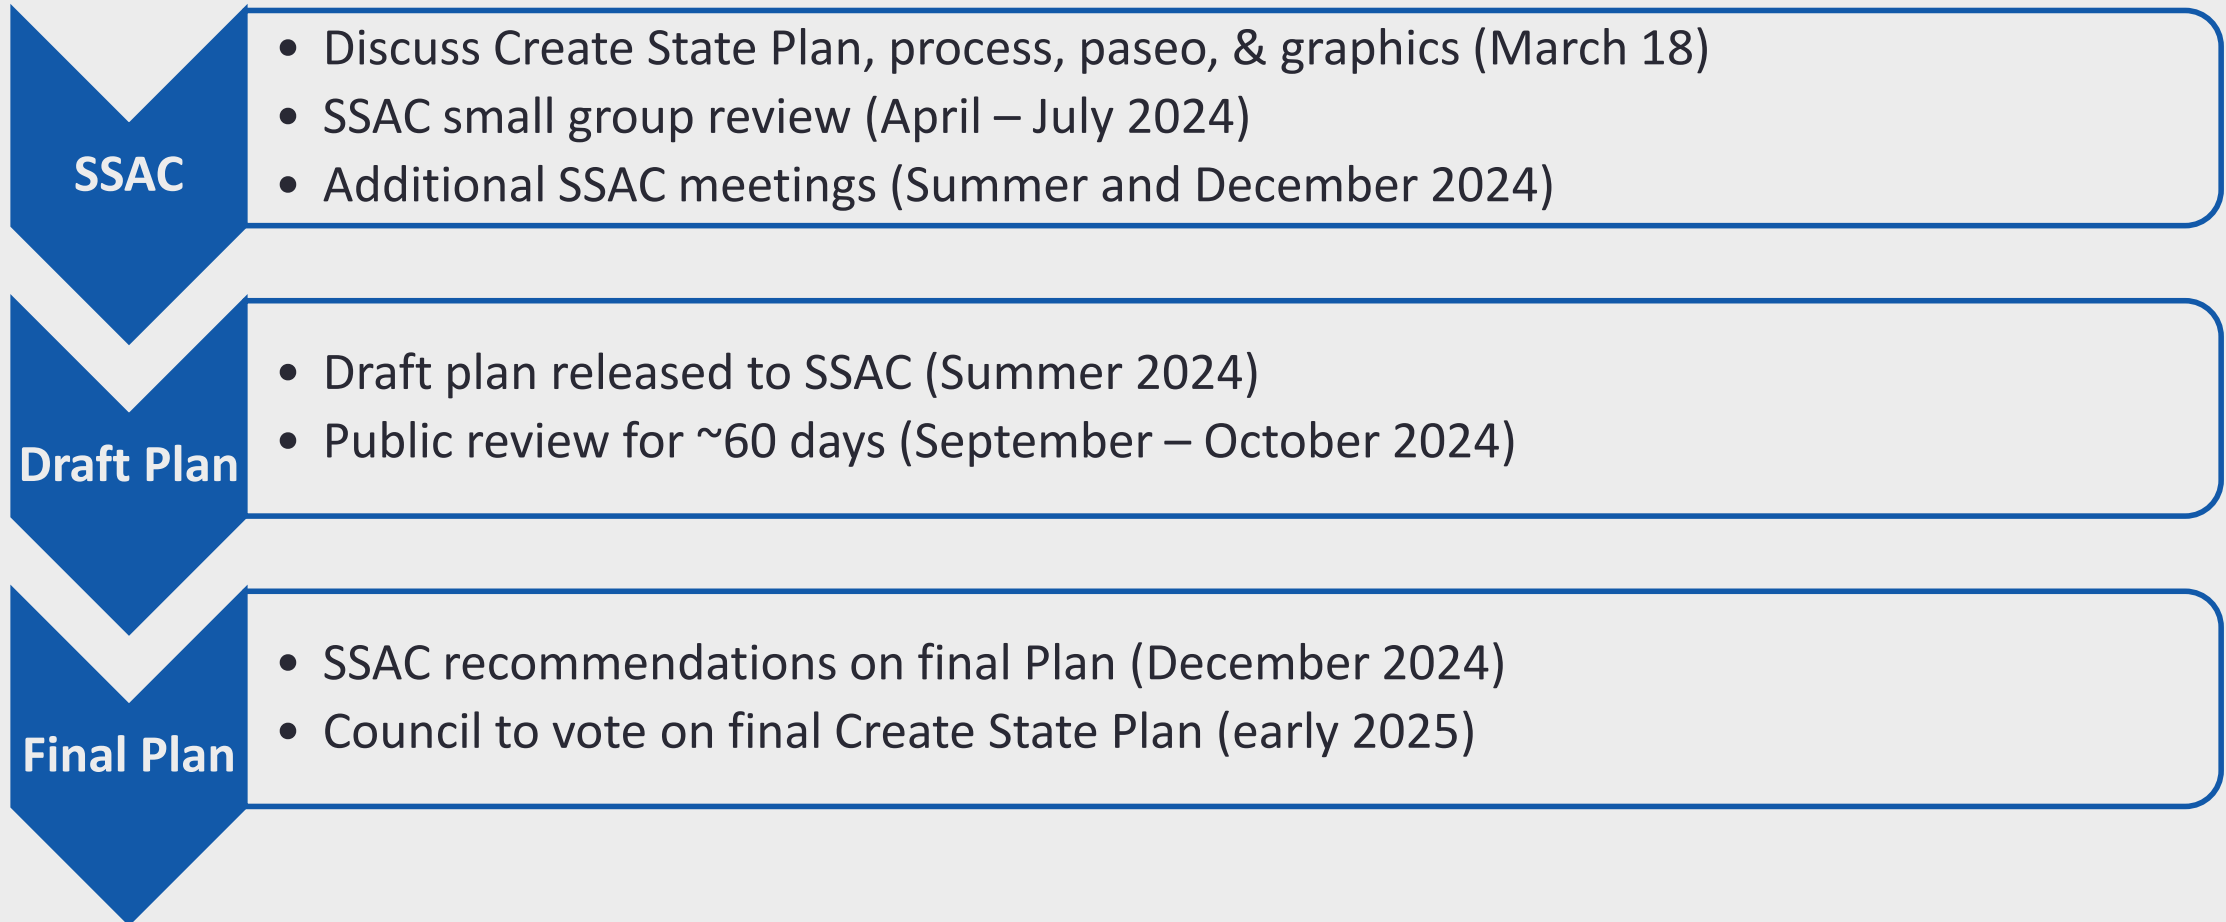 SSAC
• Discuss Create State Plan, process, paseo, & graphics (March 18)
• SSAC small group review (April – July 2024)
• Additional SSAC meetings (Summer and December 2024)
Draft Plan
• Draft plan released to SSAC (Summer 2024)
• Public review for ~60 days (September – October 2024)
Final Plan
• SSAC recommendations on final Plan (December 2024)
• Council to vote on final Create State Plan (early 2025)